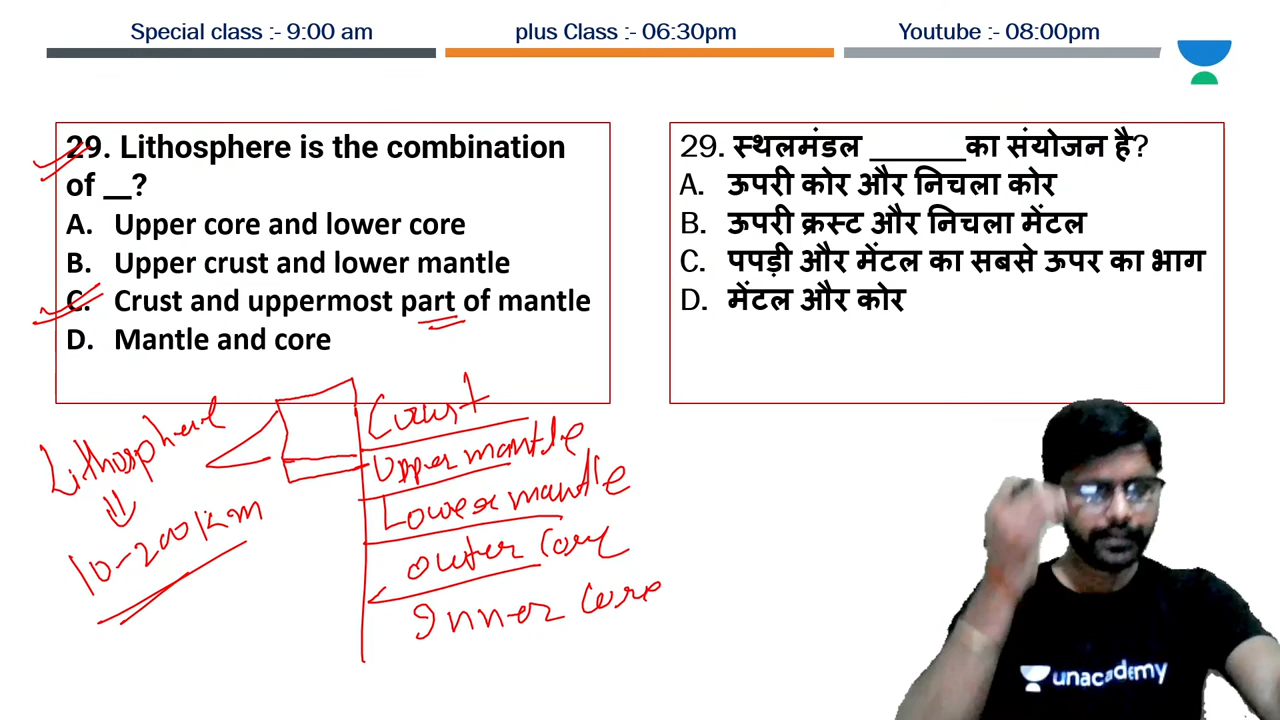 Special class :- 9:00 am
plus Class :- 06:30pm
Youtube :- 08:00pm
29. Lithosphere is the combination
of __?
A. Upper core and lower core
B. Upper crust and lower mantle
C. Crust and uppermost part of mantle
D. Mantle and core
29. स्थलमंडल ______का संयोजन है?
A. ऊपरी कोर और निचला कोर
B. ऊपरी क्रस्ट और निचला मेंटल
C. पपड़ी और मेंटल का सबसे ऊपर का भाग
D. मेंटल और कोर
Lithosphere
10-200km
Crust
Upper mantle
Lower mantle
outer Core
Inner Core
unacademy